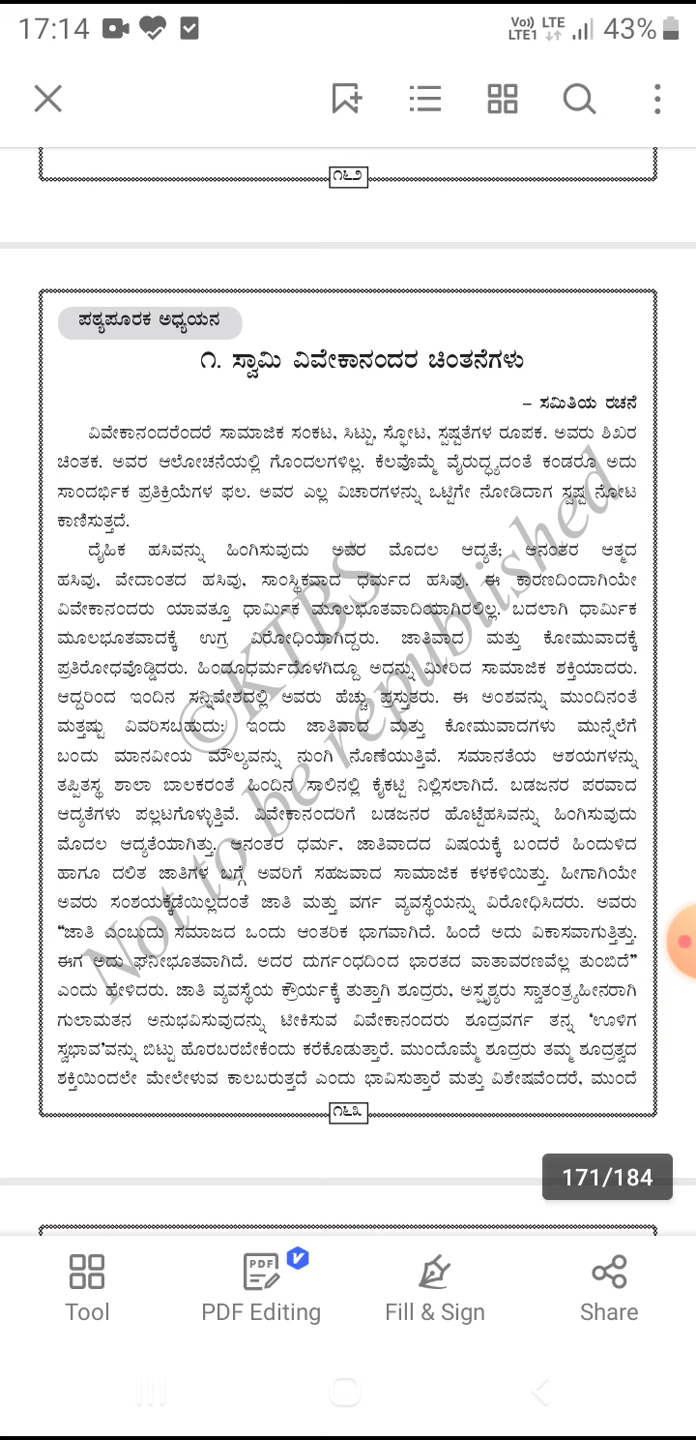 17:14
Vo)) LTE
LTE1
43%
೧೬೨
ಪಠ್ಯಪೂರಕ ಅಧ್ಯಯನ
೧. ಸ್ವಾಮಿ ವಿವೇಕಾನಂದರ ಚಿಂತನೆಗಳು
– ಸಮಿತಿಯ ರಚನೆ
ವಿವೇಕಾನಂದರೆಂದರೆ ಸಾಮಾಜಿಕ ಸಂಕಟ, ಸಿಟ್ಟು, ಸ್ಫೋಟ, ಸ್ಪಷ್ಟತೆಗಳ ರೂಪಕ. ಅವರು ಶಿಖರ
ಚಿಂತಕ. ಅವರ ಆಲೋಚನೆಯಲ್ಲಿ ಗೊಂದಲಗಳಿಲ್ಲ. ಕೆಲವೊಮ್ಮೆ ವೈರುದ್ಧ್ಯದಂತೆ ಕಂಡರೂ ಅದು
ಸಾಂದರ್ಭಿಕ ಪ್ರತಿಕ್ರಿಯೆಗಳ ಫಲ. ಅವರ ಎಲ್ಲ ವಿಚಾರಗಳನ್ನು ಒಟ್ಟಿಗೇ ನೋಡಿದಾಗ ಸ್ಪಷ್ಟ ನೋಟ
ಕಾಣಿಸುತ್ತದೆ.
ದೈಹಿಕ ಹಸಿವನ್ನು ಹಿಂಗಿಸುವುದು ಅವರ ಮೊದಲ ಆದ್ಯತೆ; ಆನಂತರ ಆತ್ಮದ
ಹಸಿವು, ವೇದಾಂತದ ಹಸಿವು, ಸಾಂಸ್ಥಿಕವಾದ ಧರ್ಮದ ಹಸಿವು. ಈ ಕಾರಣದಿಂದಾಗಿಯೇ
ವಿವೇಕಾನಂದರು ಯಾವತ್ತೂ ಧಾರ್ಮಿಕ ಮೂಲಭೂತವಾದಿಯಾಗಿರಲಿಲ್ಲ. ಬದಲಾಗಿ ಧಾರ್ಮಿಕ
ಮೂಲಭೂತವಾದಕ್ಕೆ ಉಗ್ರ ವಿರೋಧಿಯಾಗಿದ್ದರು. ಜಾತಿವಾದ ಮತ್ತು ಕೋಮುವಾದಕ್ಕೆ
ಪ್ರತಿರೋಧವೊಡ್ಡಿದರು. ಹಿಂದೂಧರ್ಮದೊಳಗಿದ್ದೂ ಅದನ್ನು ಮೀರಿದ ಸಾಮಾಜಿಕ ಶಕ್ತಿಯಾದರು.
ಆದ್ದರಿಂದ ಇಂದಿನ ಸನ್ನಿವೇಶದಲ್ಲಿ ಅವರು ಹೆಚ್ಚು ಪ್ರಸ್ತುತರು. ಈ ಅಂಶವನ್ನು ಮುಂದಿನಂತೆ
ಮತ್ತಷ್ಟು ವಿವರಿಸಬಹುದು: ಇಂದು ಜಾತಿವಾದ ಮತ್ತು ಕೋಮುವಾದಗಳು ಮುನ್ನೆಲೆಗೆ
ಬಂದು ಮಾನವೀಯ ಮೌಲ್ಯವನ್ನು ನುಂಗಿ ನೊಣೆಯುತ್ತಿವೆ. ಸಮಾನತೆಯ ಆಶಯಗಳನ್ನು
ತಪ್ಪಿತಸ್ಥ ಶಾಲಾ ಬಾಲಕರಂತೆ ಹಿಂದಿನ ಸಾಲಿನಲ್ಲಿ ಕೈಕಟ್ಟಿ ನಿಲ್ಲಿಸಲಾಗಿದೆ. ಬಡಜನರ ಪರವಾದ
ಆದ್ಯತೆಗಳು ಪಲ್ಲಟಗೊಳ್ಳುತ್ತಿವೆ. ವಿವೇಕಾನಂದರಿಗೆ ಬಡಜನರ ಹೊಟ್ಟೆಹಸಿವನ್ನು ಹಿಂಗಿಸುವುದು
ಮೊದಲ ಆದ್ಯತೆಯಾಗಿತ್ತು. ಆನಂತರ ಧರ್ಮ, ಜಾತಿವಾದದ ವಿಷಯಕ್ಕೆ ಬಂದರೆ ಹಿಂದುಳಿದ
ಹಾಗೂ ದಲಿತ ಜಾತಿಗಳ ಬಗ್ಗೆ ಅವರಿಗೆ ಸಹಜವಾದ ಸಾಮಾಜಿಕ ಕಳಕಳಿಯಿತ್ತು. ಹೀಗಾಗಿಯೇ
ಅವರು ಸಂಶಯಕ್ಕೆಡೆಯಿಲ್ಲದಂತೆ ಜಾತಿ ಮತ್ತು ವರ್ಗ ವ್ಯವಸ್ಥೆಯನ್ನು ವಿರೋಧಿಸಿದರು. ಅವರು
“ಜಾತಿ ಎಂಬುದು ಸಮಾಜದ ಒಂದು ಆಂತರಿಕ ಭಾಗವಾಗಿದೆ. ಹಿಂದೆ ಅದು ವಿಕಾಸವಾಗುತ್ತಿತ್ತು.
ಈಗ ಅದು ಘನೀಭೂತವಾಗಿದೆ. ಅದರ ದುರ್ಗಂಧದಿಂದ ಭಾರತದ ವಾತಾವರಣವೆಲ್ಲ ತುಂಬಿದೆ”
ಎಂದು ಹೇಳಿದರು. ಜಾತಿ ವ್ಯವಸ್ಥೆಯ ಕ್ರೌರ್ಯಕ್ಕೆ ತುತ್ತಾಗಿ ಶೂದ್ರರು, ಅಸ್ಪೃಶ್ಯರು ಸ್ವಾತಂತ್ರ್ಯಹೀನರಾಗಿ
ಗುಲಾಮತನ ಅನುಭವಿಸುವುದನ್ನು ಟೀಕಿಸುವ ವಿವೇಕಾನಂದರು ಶೂದ್ರವರ್ಗ ತನ್ನ ‘ಊಳಿಗ
ಸ್ವಭಾವ’ವನ್ನು ಬಿಟ್ಟು ಹೊರಬರಬೇಕೆಂದು ಕರೆಕೊಡುತ್ತಾರೆ. ಮುಂದೊಮ್ಮೆ ಶೂದ್ರರು ತಮ್ಮ ಶೂದ್ರತ್ವದ
ಶಕ್ತಿಯಿಂದಲೇ ಮೇಲೇಳುವ ಕಾಲಬರುತ್ತದೆ ಎಂದು ಭಾವಿಸುತ್ತಾರೆ ಮತ್ತು ವಿಶೇಷವೆಂದರೆ, ಮುಂದೆ
©KTBS
Not to be republished
೧೬೩
171/184
PDF
Tool
PDF Editing
Fill & Sign
Share